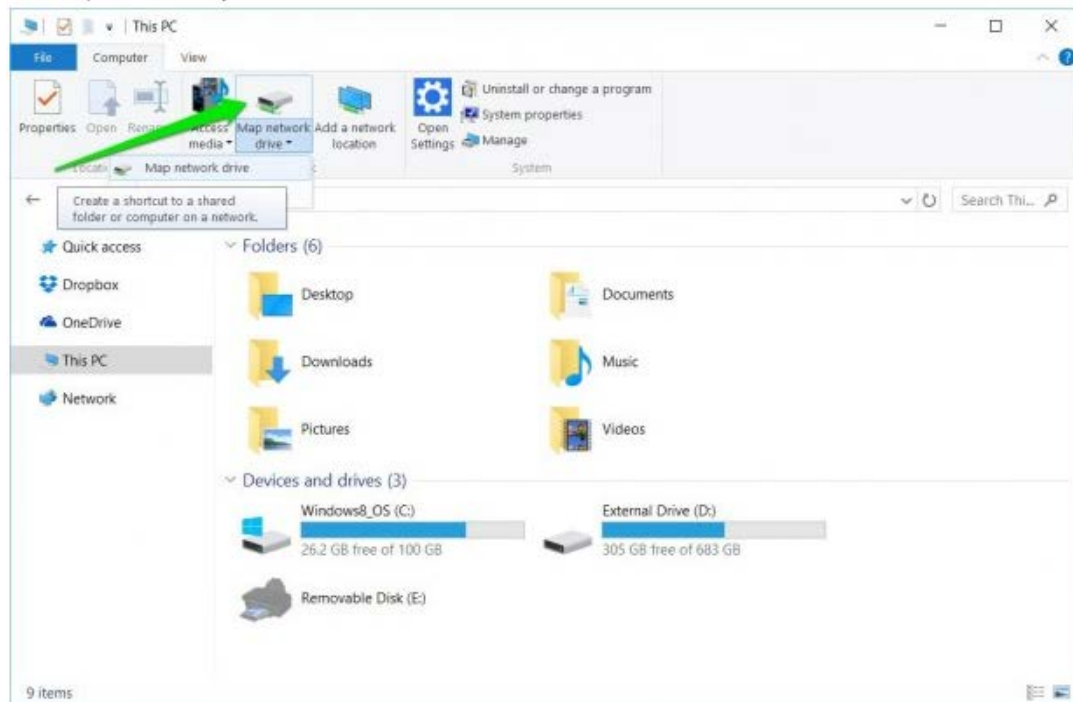 This PC
File Computer View
Properties Open Access media Map network drive Add a network location Open Settings
Uninstall or change a program
System properties
Manage
Map network drive
System
Create a shortcut to a shared
folder or computer on a network.
Search Thi...
Quick access
Dropbox
OneDrive
This PC
Network
Folders (6)
Desktop
Documents
Downloads
Music
Pictures
Videos
Devices and drives (3)
Windows8_OS (C:)
26.2 GB free of 100 GB
External Drive (D:)
305 GB free of 683 GB
Removable Disk (E:)
9 items